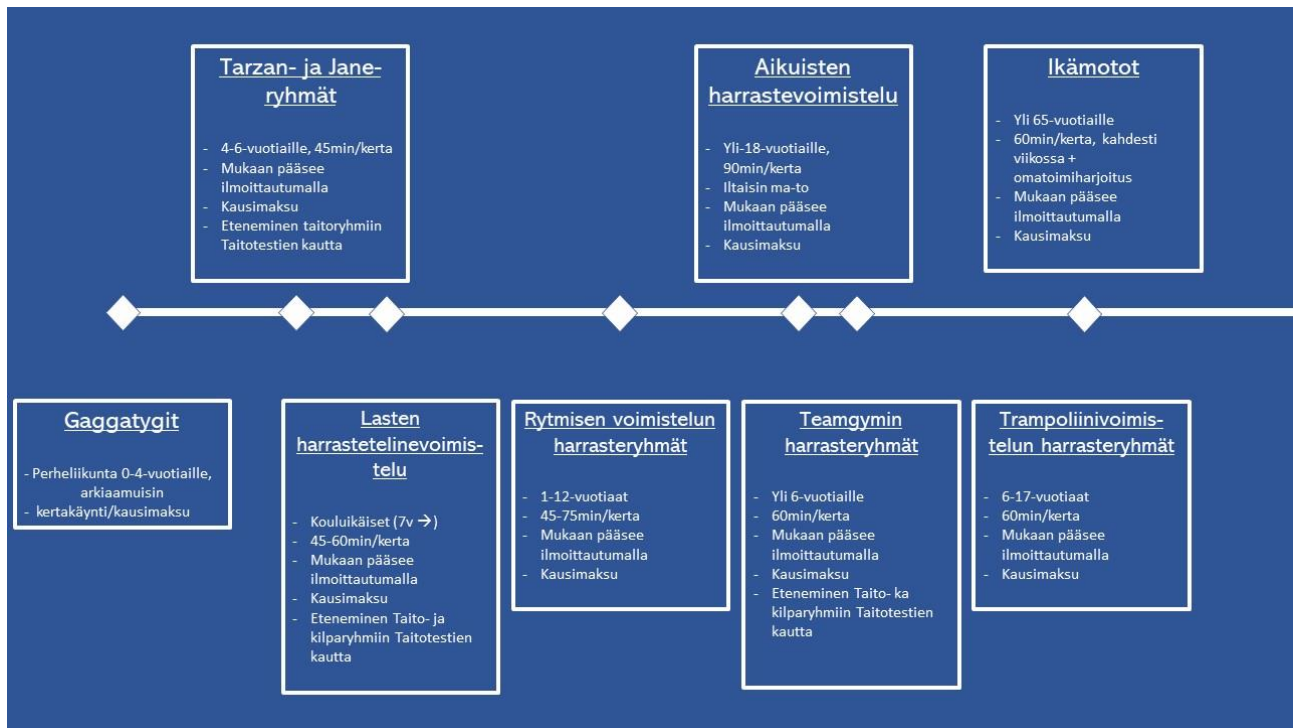 Tarzan- ja Jane-
ryhmät
- 4-6-vuotiaille, 45min/kerta
- Mukaan pääsee
ilmoittautumalla
- Kausimaksu
- Eteneminen taitoryhmiin
Taitotestien kautta
Aikuisten
harrastevoimistelu
- Yli-18-vuotiaille,
90min/kerta
- Iltaisin ma-to
- Mukaan pääsee
ilmoittautumalla
- Kausimaksu
Ikämotot
- Yli 65-vuotiaille
- 60min/kerta, kahdesti
viikossa +
omatoimiharjoitus
- Mukaan pääsee
ilmoittautumalla
- Kausimaksu
Gaggatygit
- Perheliikunta 0-4-vuotiaille,
arkiaamuisin
- kertakäynti/kausimaksu
Lasten
harrastetelinevoimis-
telu
- Kouluikäiset (7v →)
- 45-60min/kerta
- Mukaan pääsee
ilmoittautumalla
- Kausimaksu
- Eteneminen Taito- ja
kilparyhmiin Taitotestien
kautta
Rytmisen voimistelun
harrasteryhmät
- 1-12-vuotiaat
- 45-75min/kerta
- Mukaan pääsee
ilmoittautumalla
- Kausimaksu
Teamgymin
harrasteryhmät
- Yli 6-vuotiaille
- 60min/kerta
- Mukaan pääsee
ilmoittautumalla
- Kausimaksu
- Eteneminen Taito- ka
kilparyhmiin Taitotestien
kautta
Trampoliinivoimis-
telun harrasteryhmät
- 6-17-vuotiaat
- 60min/kerta
- Mukaan pääsee
ilmoittautumalla
- Kausimaksu